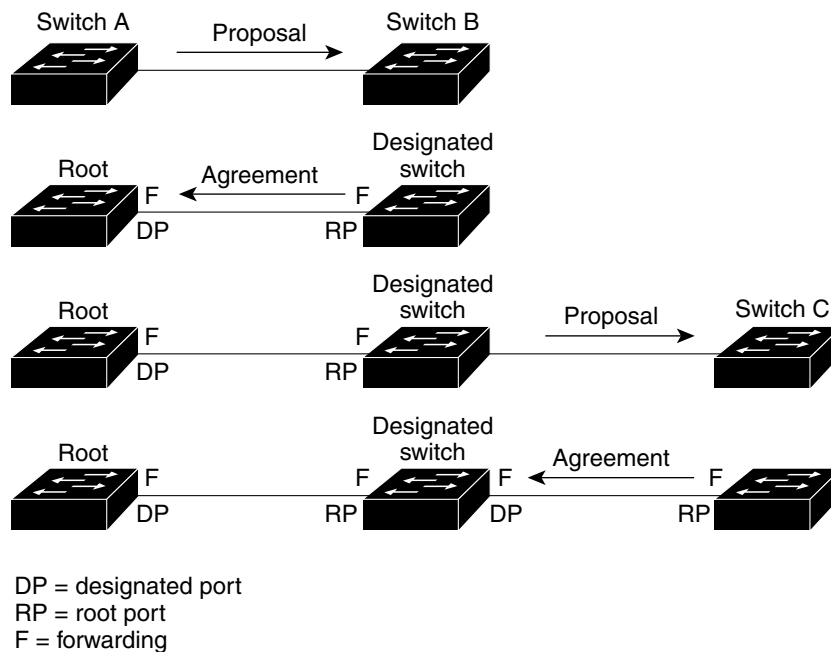 Switch A
Proposal
Switch B
Root
F
Agreement
F
Designated
switch
DP
RP
Root
F
F
Designated
switch
Proposal
Switch C
DP
RP
Root
F
F
Designated
switch
F
Agreement
F
DP
RP
DP
RP
DP = designated port
RP = root port
F = forwarding